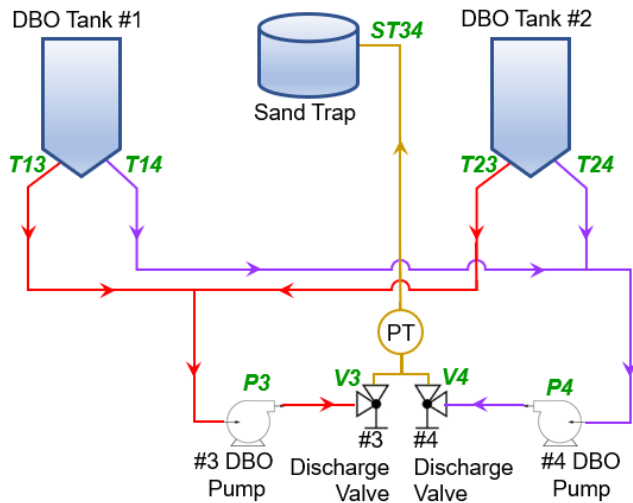 DBO Tank #1
ST34
DBO Tank #2
Sand Trap
T13
T14
T23
T24
PT
P3
V3
V4
P4
#3
#4
#3 DBO
Pump
Discharge
Valve
Discharge
Valve
#4 DBO
Pump